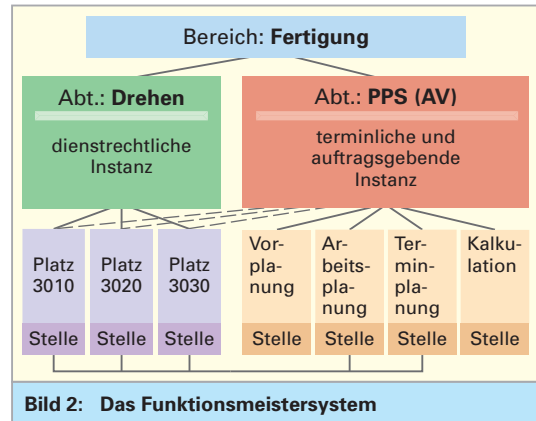 Bereich: Fertigung
Abt.: Drehen
dienstrechtliche
Instanz
Abt.: PPS (AV)
terminliche und
auftragsgebende
Instanz
Platz
3010
Stelle
Platz
3020
Stelle
Platz
3030
Stelle
Vor-
pla-
nung
Stelle
Ar-
beits-
pla-
nung
Stelle
Ter-
min-
pla-
nung
Stelle
Kalku-
lation
Stelle
Bild 2: Das Funktionsmeistersystem